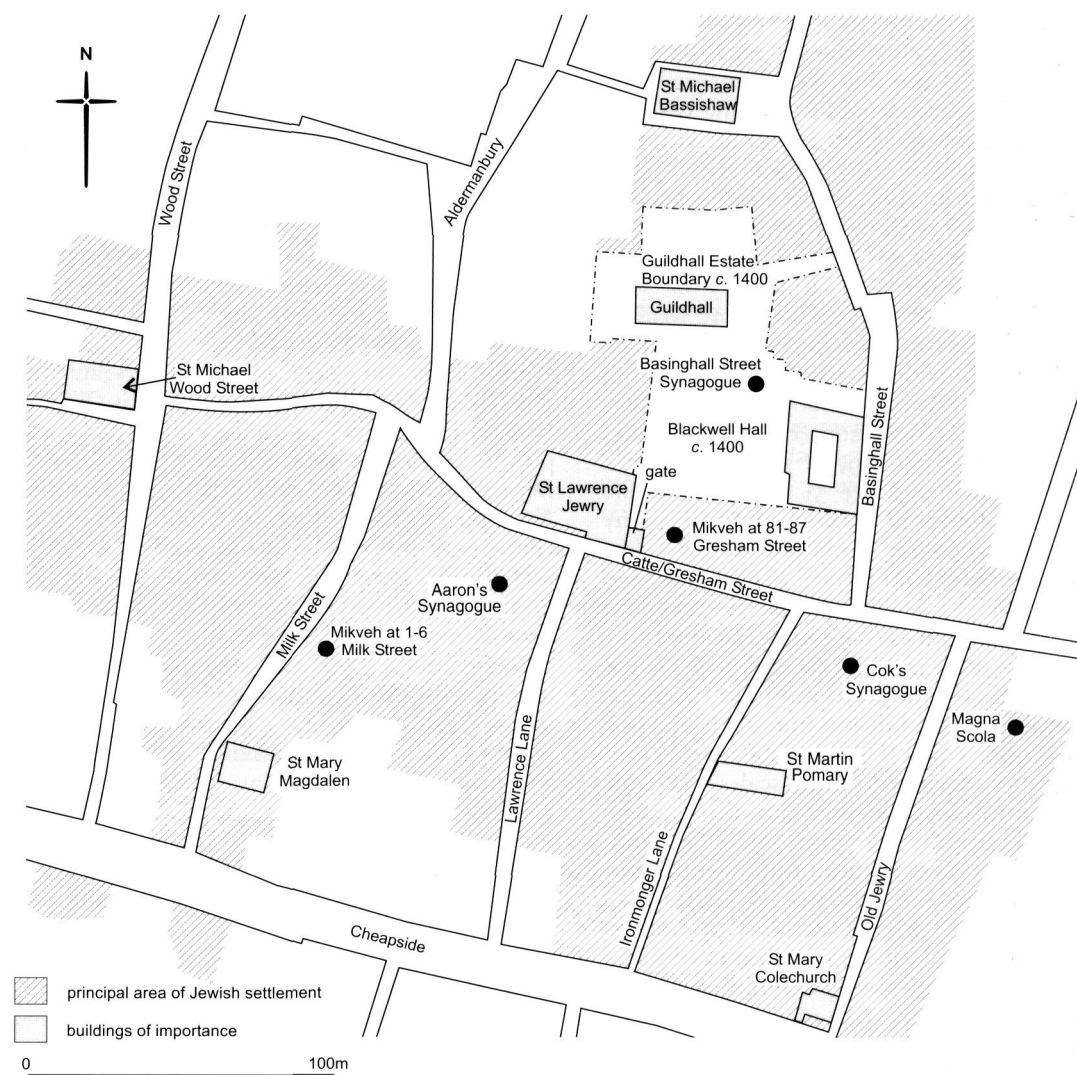 N
St Michael
Bassishaw
Wood Street
Aldermanbury
Guildhall Estate
Boundary c. 1400
Guildhall
St Michael
Wood Street
Basinghall Street
Synagogue
Basinghall Street
Blackwell Hall
c. 1400
gate
St Lawrence
Jewry
Mikveh at 81-87
Gresham Street
Catte/Gresham Street
Aaron's
Synagogue
Milk Street
Mikveh at 1-6
Milk Street
Cok's
Synagogue
Magna
Scola
Lawrence Lane
St Mary
Magdalen
St Martin
Pomary
Ironmonger Lane
Old Jewry
Cheapside
St Mary
Colechurch
principal area of Jewish settlement
buildings of importance
0 100m